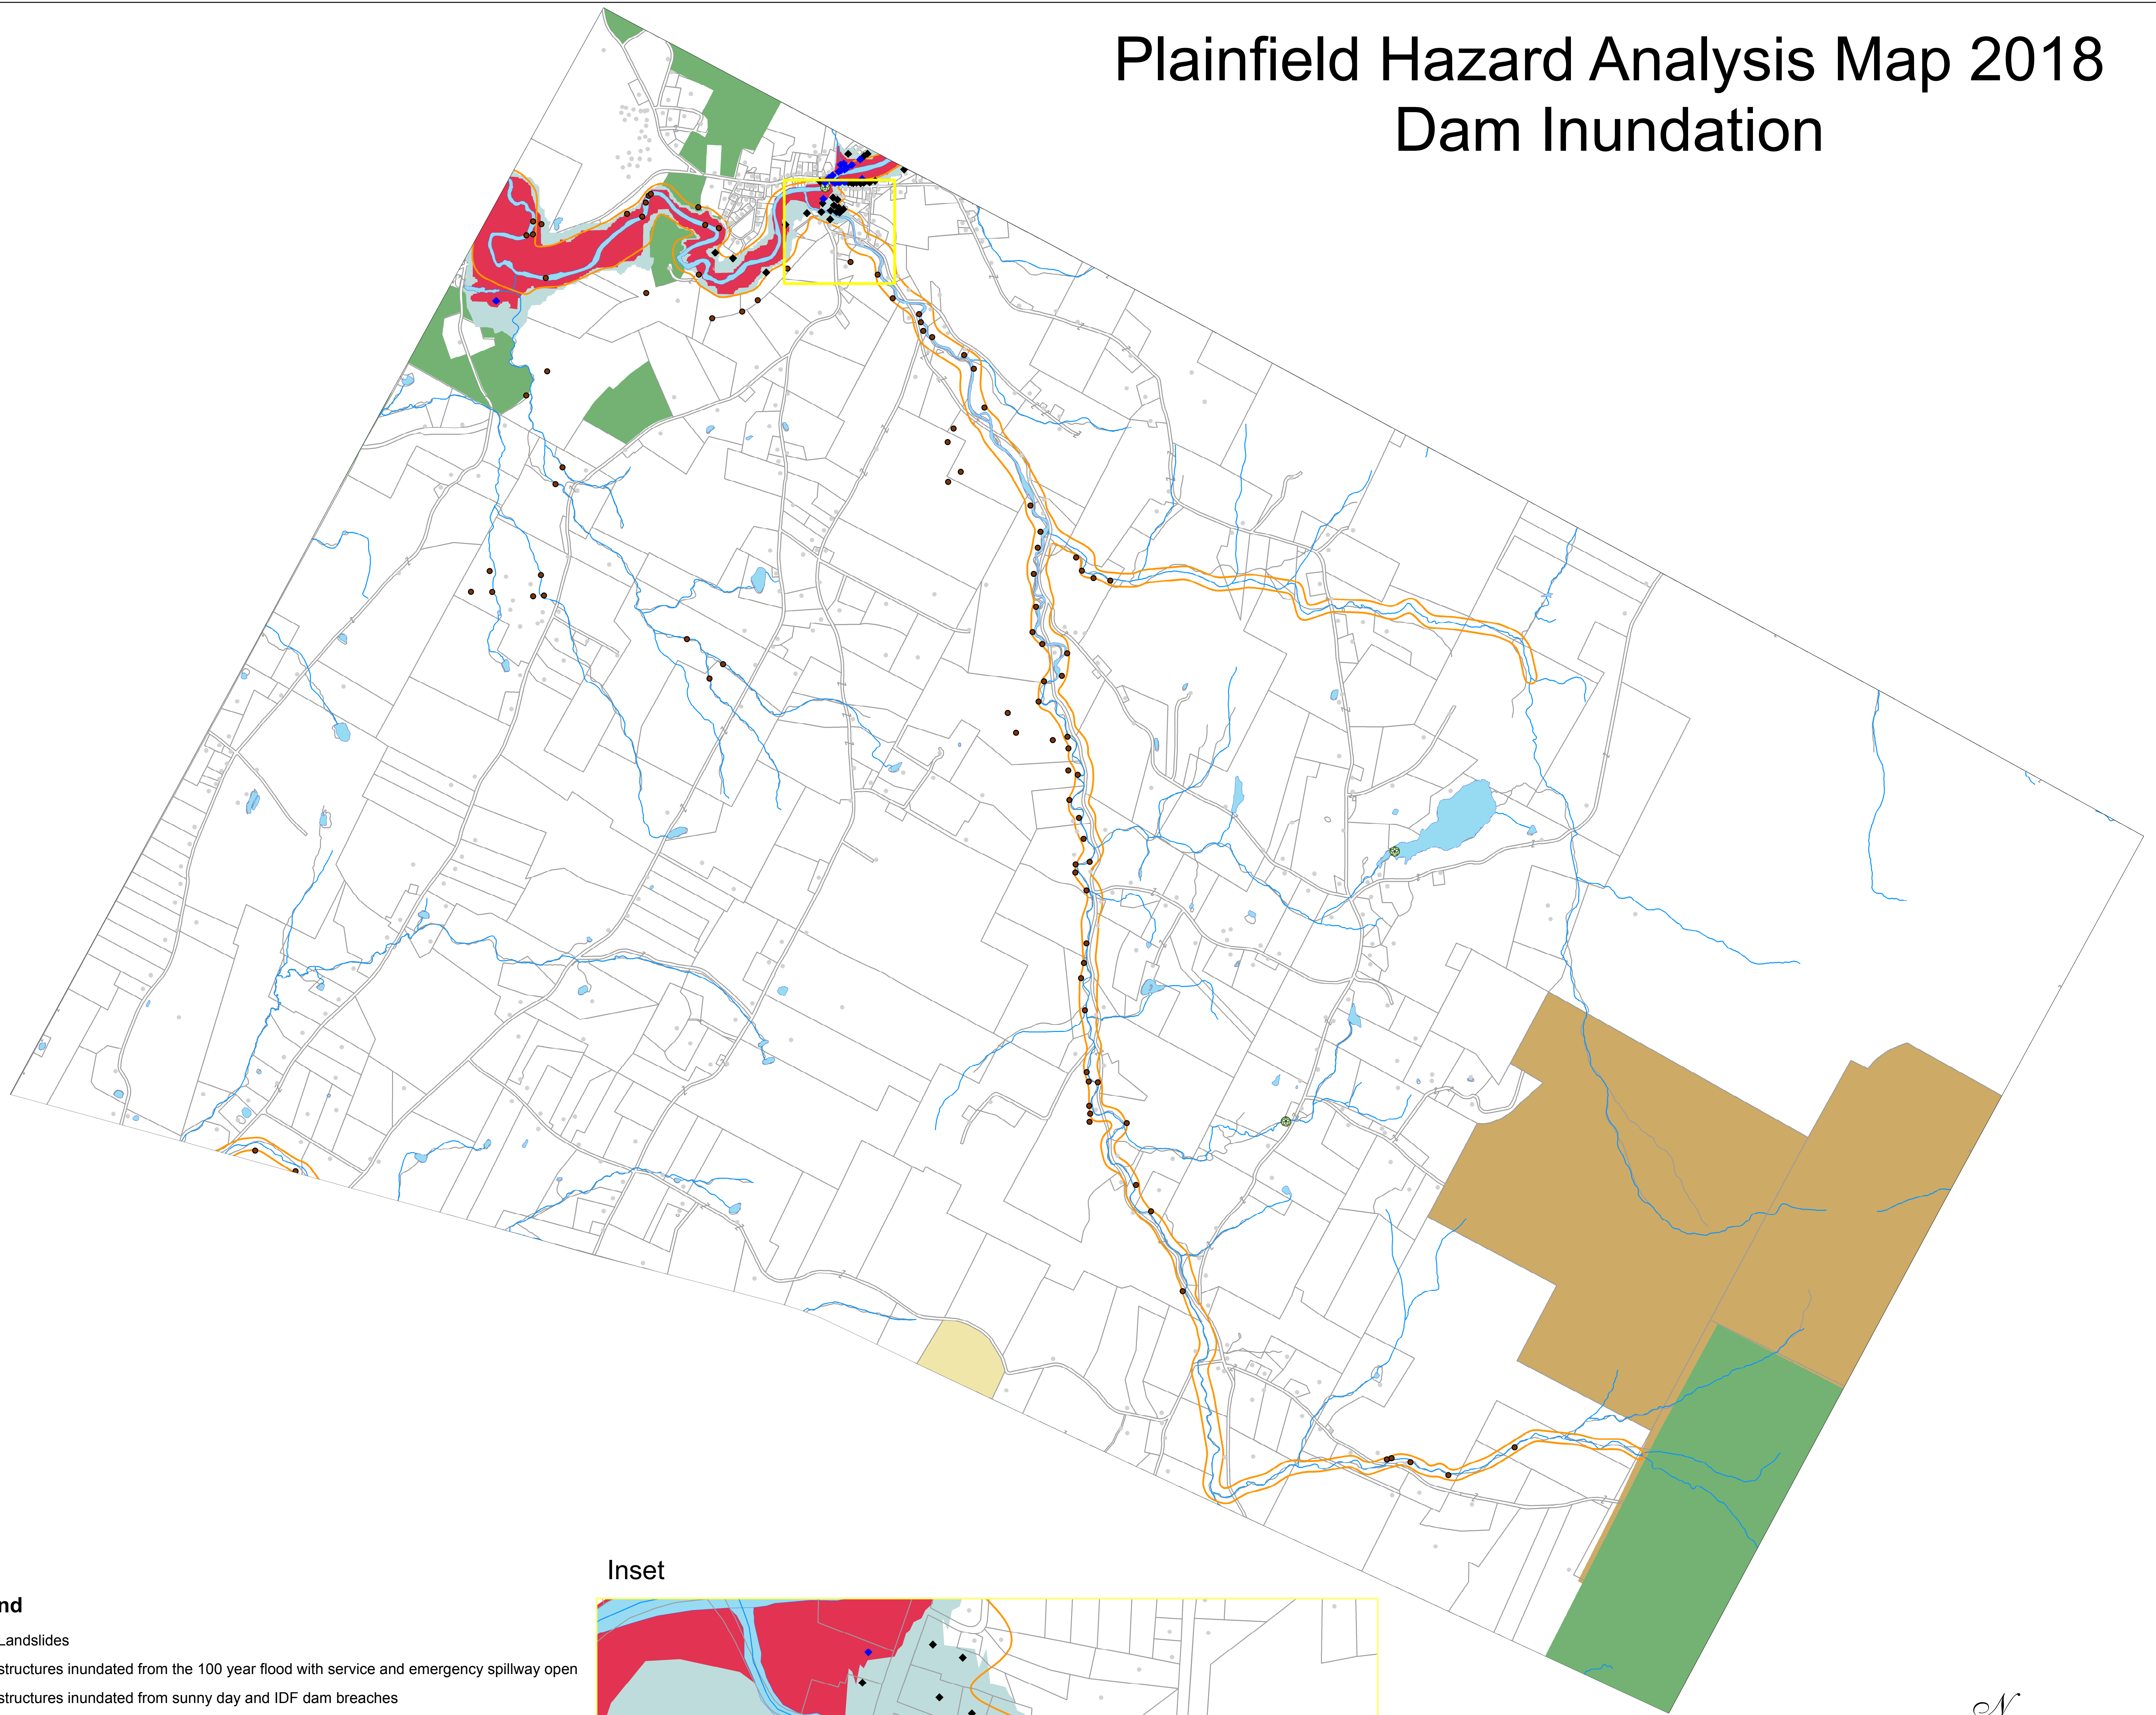 Plainfield Hazard Analysis Map 2018
Dam Inundation
Inset
nd
Landslides
structures inundated from the 100 year flood with service and emergency spillway open
structures inundated from sunny day and IDF dam breaches
N